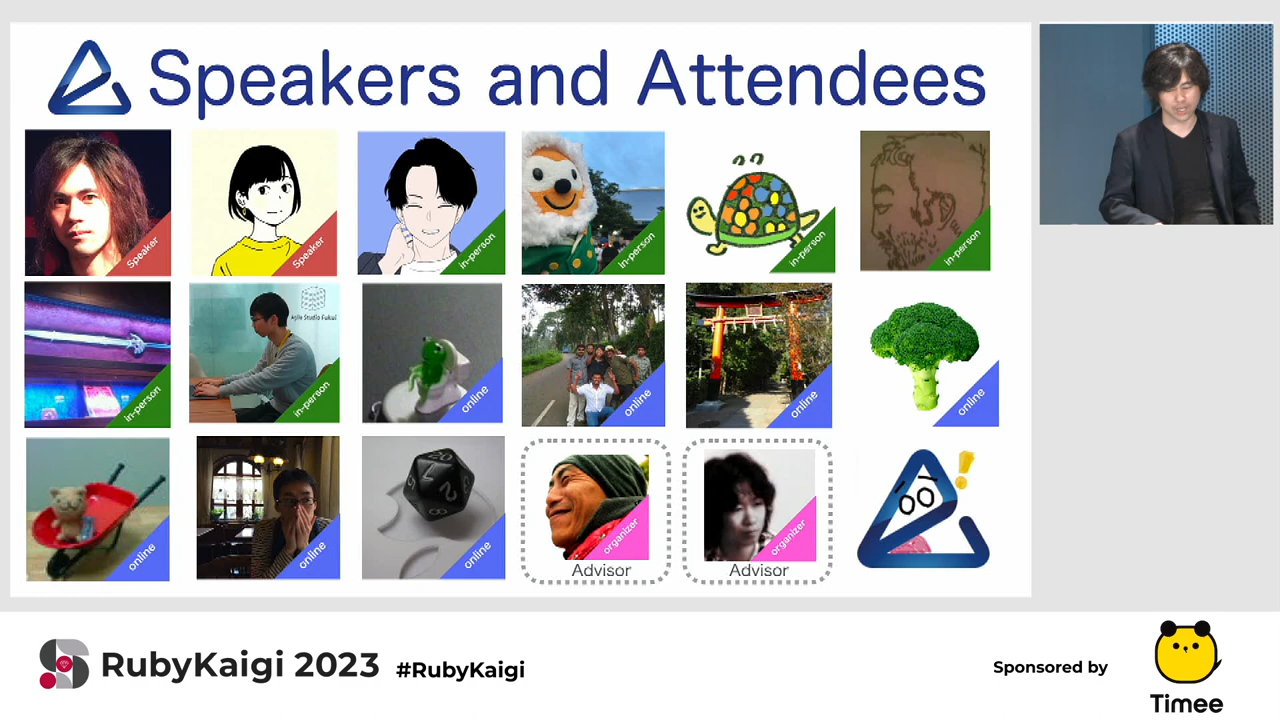 Speakers and Attendees
Speaker
Speaker
in-person
in-person
in-person
in-person
in-person
Agile Studio Fukui
in-person
online
online
online
online
online
online
online
organizer
Advisor
organizer
Advisor
RubyKaigi 2023
#RubyKaigi
Sponsored by
Timee